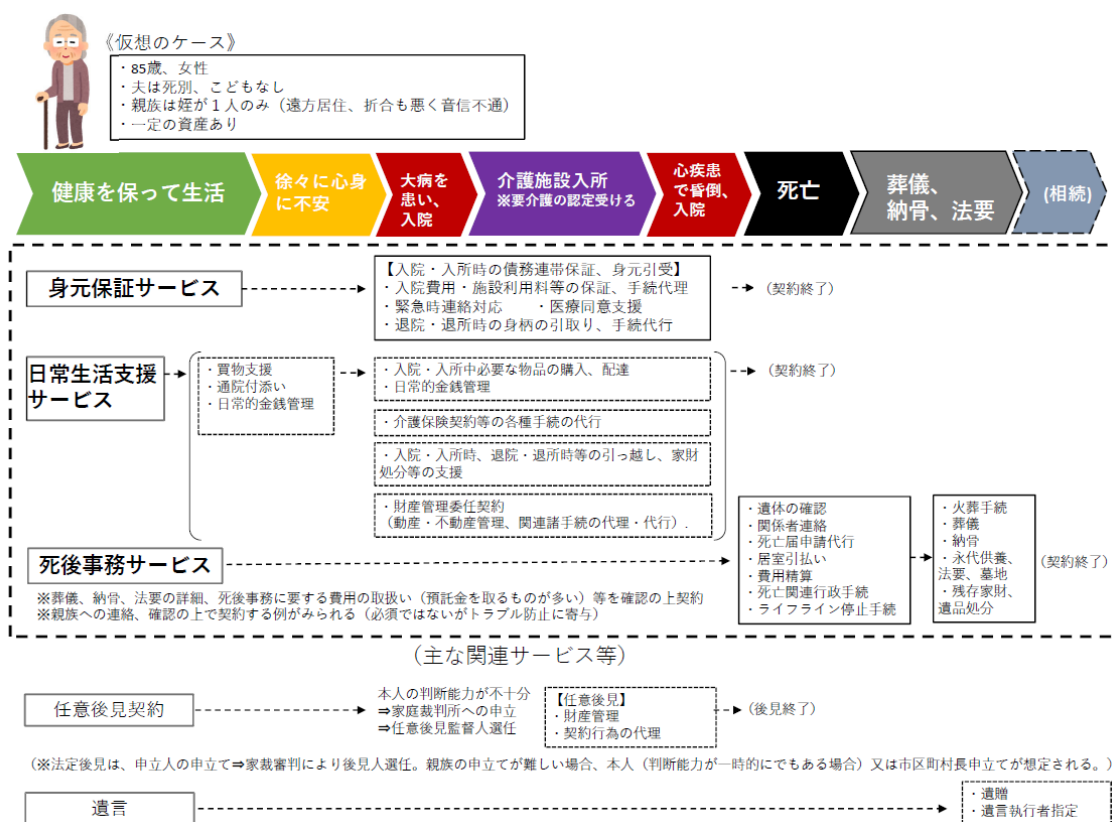 《仮想のケース》
・85歳、女性
・夫は死別、こどもなし
・親族は姪が１人のみ（遠方居住、折合も悪く音信不通）
・一定の資産あり
健康を保って生活
徐々に心身
に不安
大病を
患い、
入院
介護施設入所
※要介護の認定受ける
心疾患
で昏倒、
入院
死亡
葬儀、
納骨、法要
(相続)
身元保証サービス
【入院・入所時の債務連帯保証、身元引受】
・入院費用・施設利用料等の保証、手続代理
・緊急時連絡対応　・医療同意支援
・退院・退所時の身柄の引取り、手続代行
（契約終了）
日常生活支援
サービス
・買物支援
・通院付添い
・日常的金銭管理
・入院・入所中必要な物品の購入、配達
・日常的金銭管理
（契約終了）
・介護保険契約等の各種手続の代行
・入院・入所時、退院・退所時等の引っ越し、家財
処分等の支援
・財産管理委任契約
（動産・不動産管理、関連諸手続の代理・代行）.
死後事務サービス
・遺体の確認
・関係者連絡
・死亡届申請代行
・居室引払い
・費用精算
・死亡関連行政手続
・ライフライン停止手続
・火葬手続
・葬儀
・納骨
・永代供養、
法要、墓地
・残存家財、
遺品処分
（契約終了）
※葬儀、納骨、法要の詳細、死後事務に要する費用の取扱い（預託金を取るものが多い）等を確認の上契約
※親族への連絡、確認の上で契約する例がみられる（必須ではないがトラブル防止に寄与）
（主な関連サービス等）
任意後見契約
本人の判断能力が不十分
⇒家庭裁判所への申立
⇒任意後見監督人選任
【任意後見】
・財産管理
・契約行為の代理
（後見終了）
（※法定後見は、申立人の申立て⇒家裁審判により後見人選任。親族の申立てが難しい場合、本人（判断能力が一時的にでもある場合）又は市区町村長申立てが想定される。）
遺言
・遺贈
・遺言執行者指定